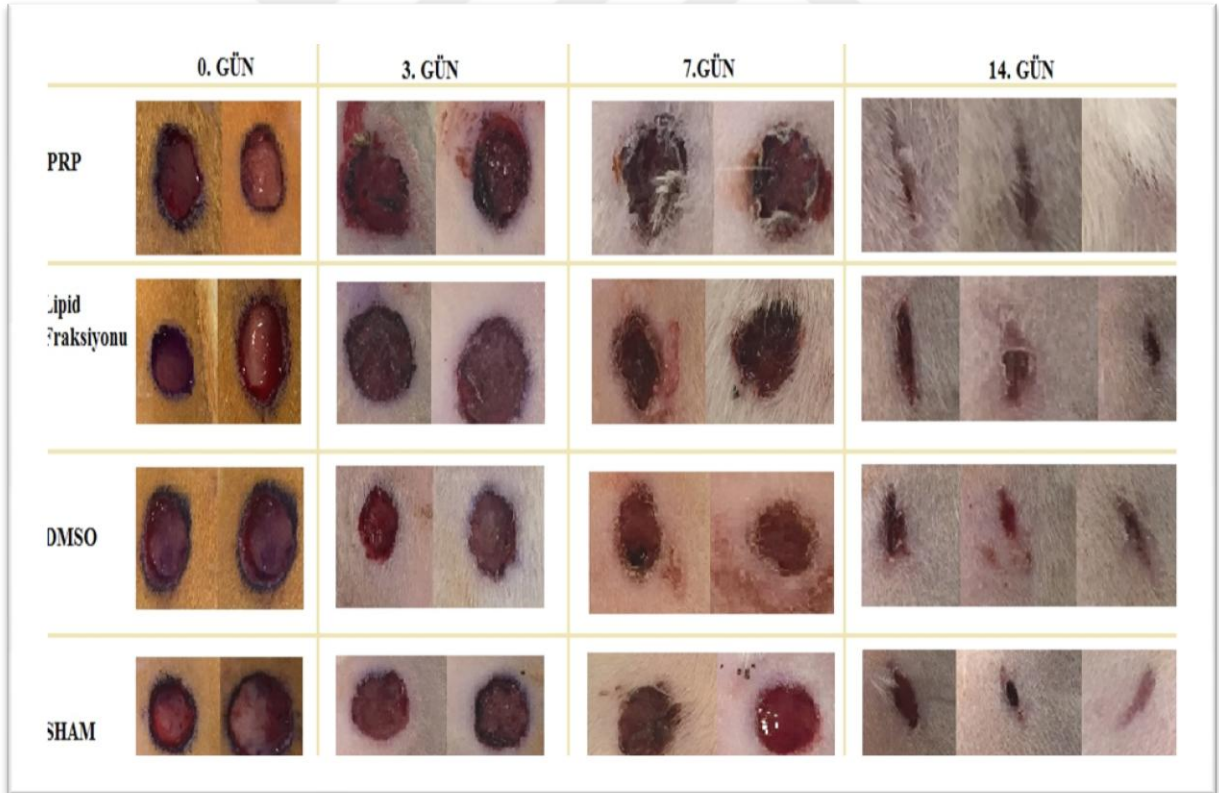 0. GÜN
3. GÜN
7.GÜN
14. GÜN
PRP
Lipid
Fraksiyonu
DMSO
SHAM